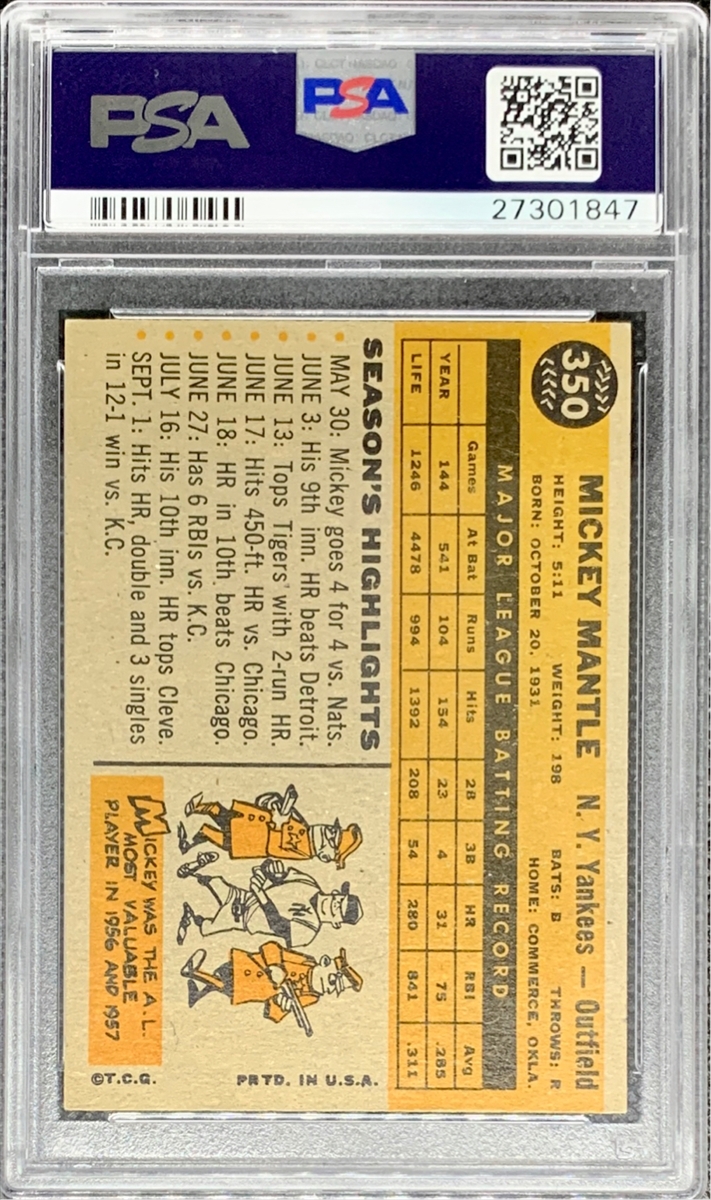 PSA
PSA
27301847
350
MICKEY MANTLE N. Y. Yankees — Outfield
HEIGHT: 5:11 WEIGHT: 198 BATS: B THROWS: R
BORN: OCTOBER 20, 1931 HOME: COMMERCE, OKLA.
MAJOR LEAGUE BATTING RECORD
Games At Bat Runs Hits 2B 3B HR RBI Avg
YEAR 144 541 104 154 23 4 31 75 .285
LIFE 1246 4478 994 1392 208 54 280 841 .311
SEASON'S HIGHLIGHTS
• MAY 30: Mickey goes 4 for 4 vs. Nats.
• JUNE 3: His 9th inn. HR beats Detroit.
• JUNE 13: Tops Tigers with 2-run HR.
• JUNE 17: Hits 450-ft. HR vs. Chicago.
• JUNE 18: HR in 10th beats Chicago.
• JUNE 27: Has 6 RBIs vs. K.C.
• JULY 16: His 10th inn. HR tops Cleve.
• SEPT. 1: Hits HR, double and 3 singles
in 12-1 win vs. K.C.
MICKEY WAS THE A.L.
MOST VALUABLE
PLAYER IN 1956 AND 1957
©T.C.G. PRTD. IN U.S.A.